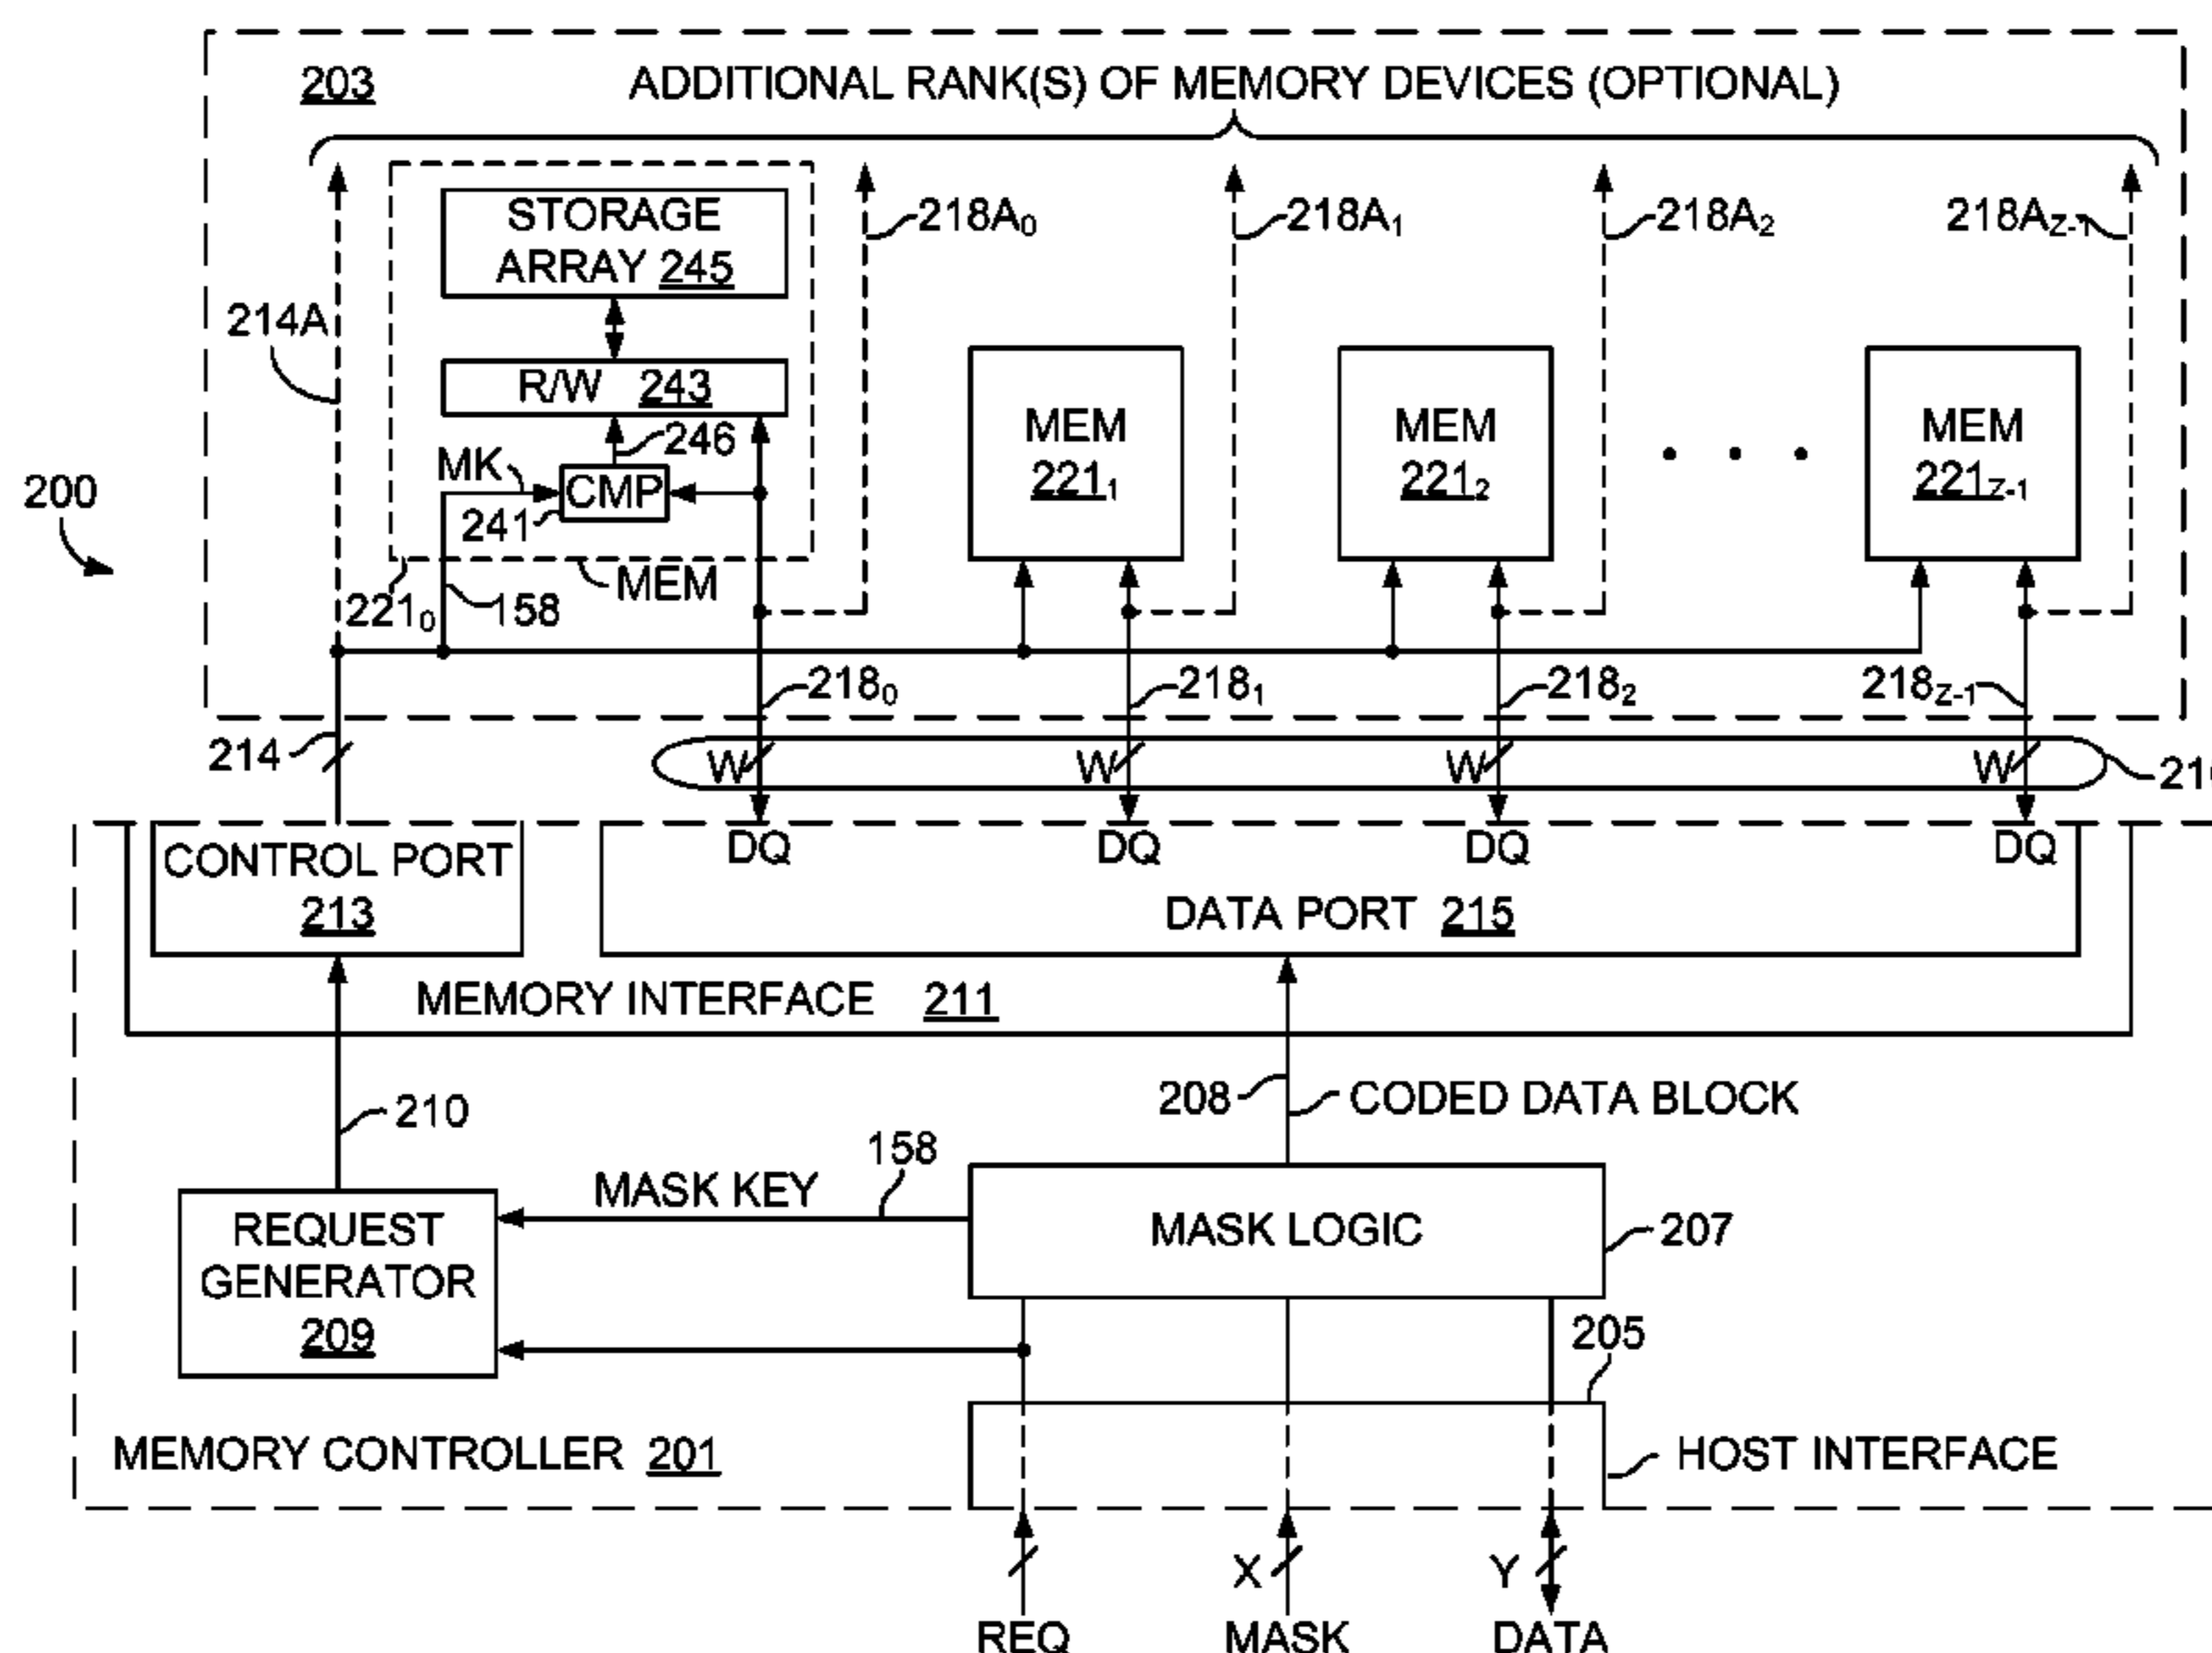 203 ADDITIONAL RANK(S) OF MEMORY DEVICES (OPTIONAL)
STORAGE
ARRAY 245
218A₀
218A₁
218A₂
218A_Z-1
214A
R/W 243
246
MK
CMP
241
MEM
221₁
MEM
221₂
• • •
MEM
221_Z-1
200
221₀
158
MEM
218₀
218₁
218₂
218_Z-1
214
W
W
W
W
CONTROL PORT
213
DQ
DQ
DQ
DQ
DATA PORT 215
MEMORY INTERFACE 211
210
208
CODED DATA BLOCK
158
MASK KEY
REQUEST
GENERATOR
209
MASK LOGIC
207
205
MEMORY CONTROLLER 201
HOST INTERFACE
X
Y
REQ
MASK
DATA